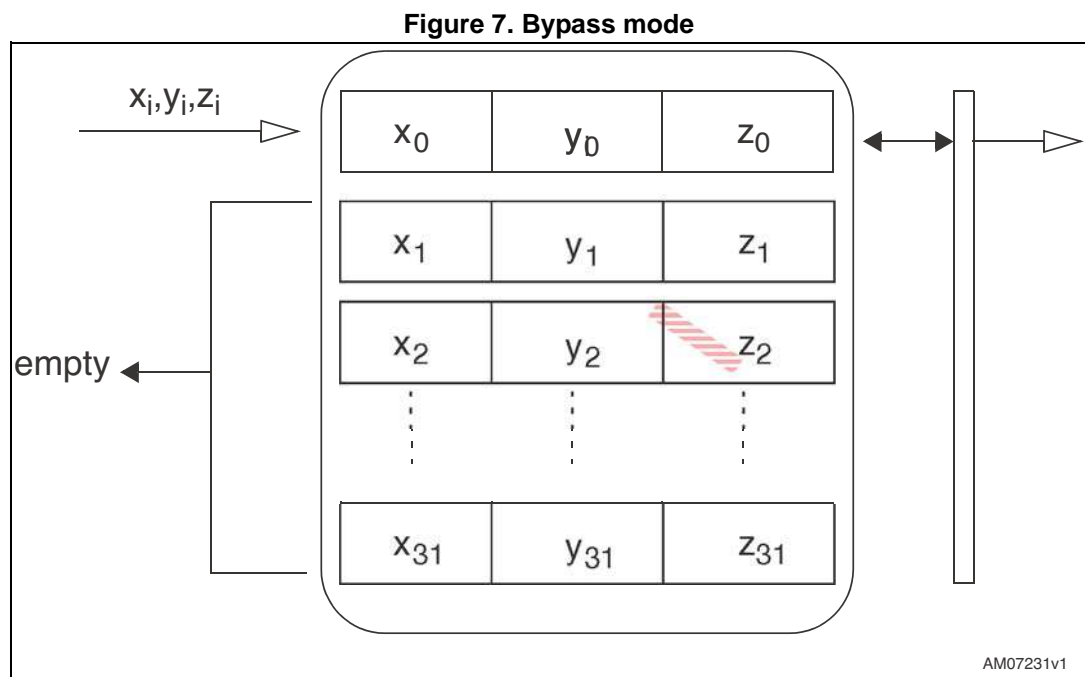 Figure 7. Bypass mode
xᵢ,yᵢ,zᵢ
x₀ y₀ z₀
x₁ y₁ z₁
x₂ y₂ z₂
empty
x₃₁ y₃₁ z₃₁
AM07231v1